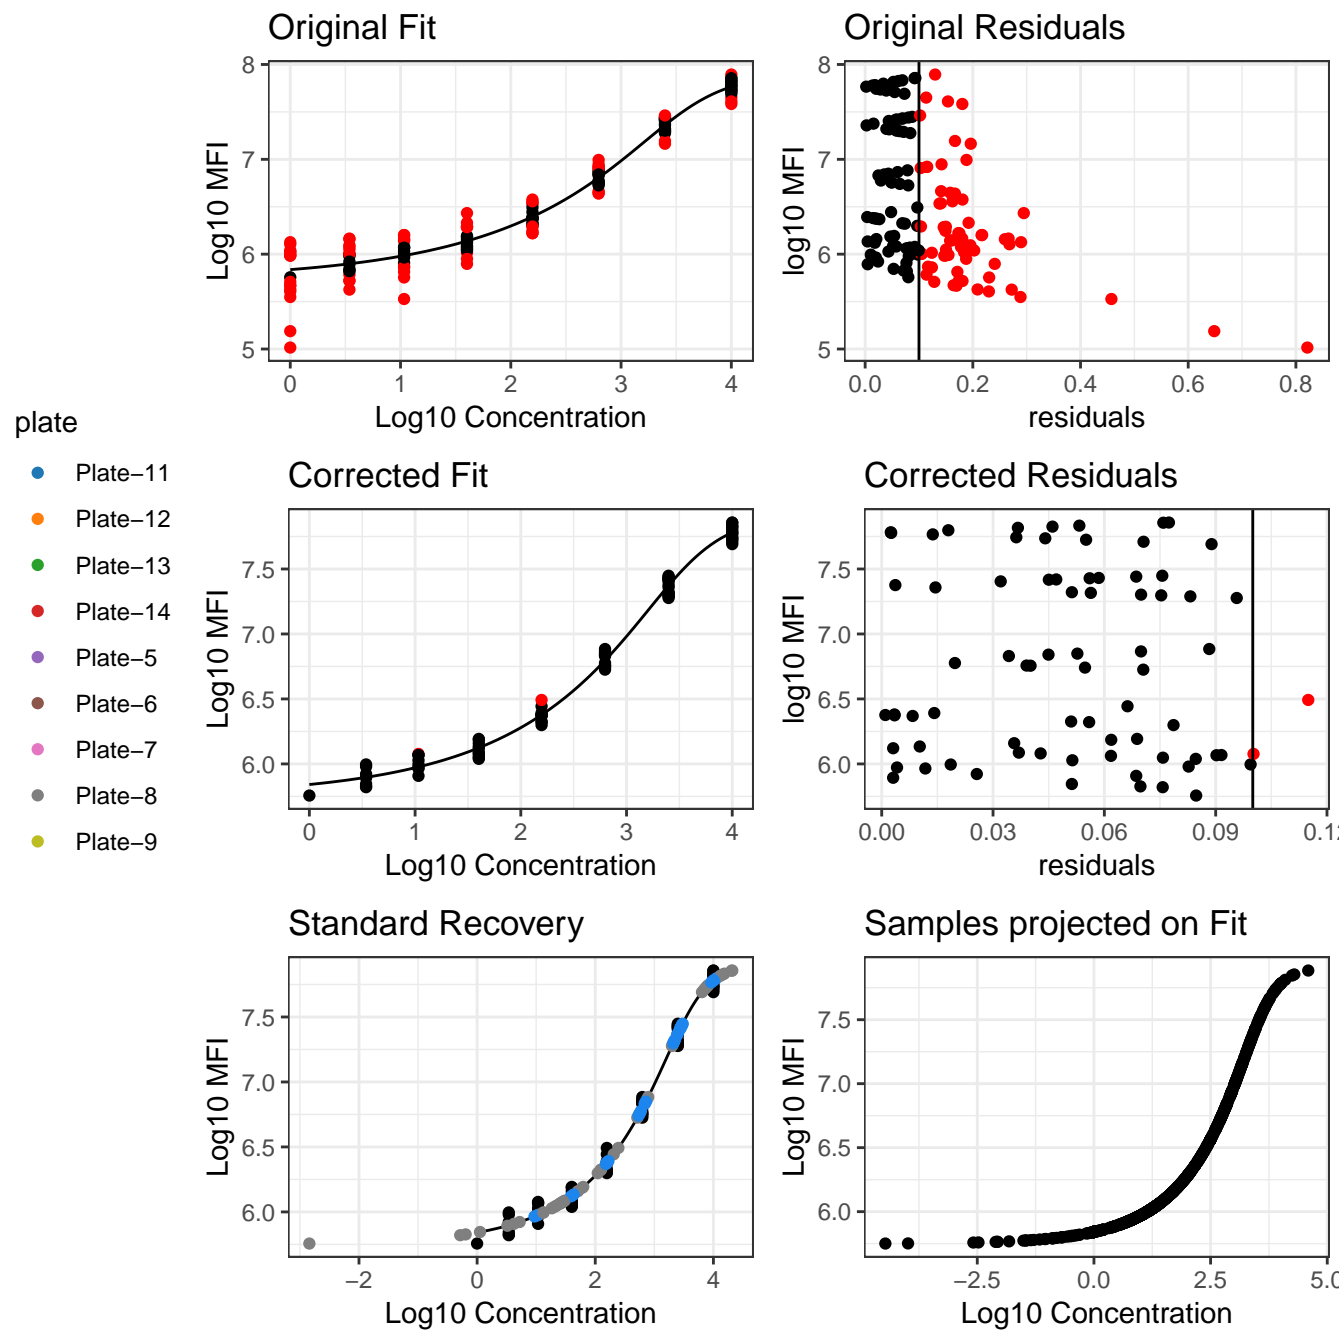 Original Fit
Original Residuals
8
7
6
5
Log10 MFI
0
1
2
3
4
Log10 Concentration
8
7
6
5
log10 MFI
0.0
0.2
0.4
0.6
0.8
residuals
plate
Plate−11
Plate−12
Plate−13
Plate−14
Plate−5
Plate−6
Plate−7
Plate−8
Plate−9
Corrected Fit
Corrected Residuals
7.5
7.0
6.5
6.0
Log10 MFI
0
1
2
3
4
Log10 Concentration
7.5
7.0
6.5
6.0
log10 MFI
0.00
0.03
0.06
0.09
0.12
residuals
Standard Recovery
Samples projected on Fit
7.5
7.0
6.5
6.0
Log10 MFI
−2
0
2
4
Log10 Concentration
7.5
7.0
6.5
6.0
Log10 MFI
−2.5
0.0
2.5
5.0
Log10 Concentration